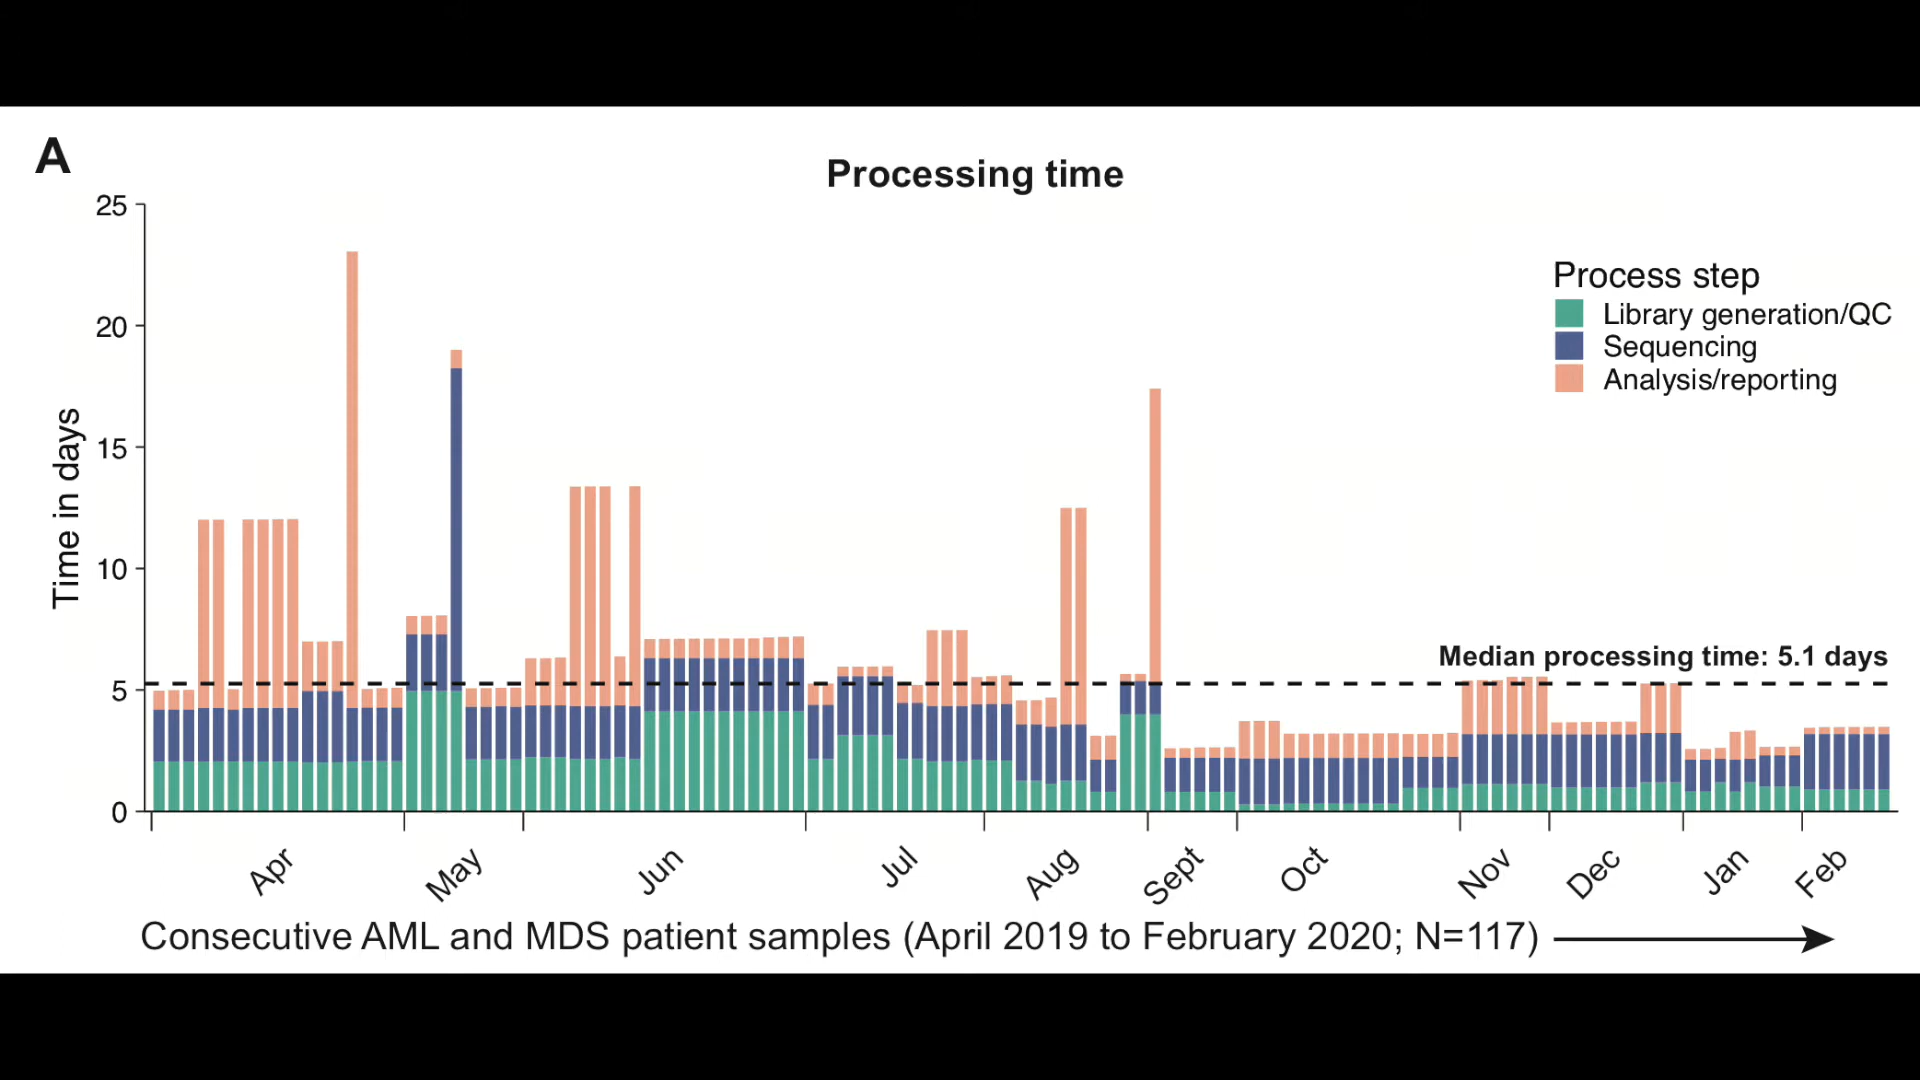 A
Processing time
25
20
15
10
5
0
Time in days
Process step
Library generation/QC
Sequencing
Analysis/reporting
Median processing time: 5.1 days
Apr
May
Jun
Jul
Aug
Sept
Oct
Nov
Dec
Jan
Feb
Consecutive AML and MDS patient samples (April 2019 to February 2020; N=117)